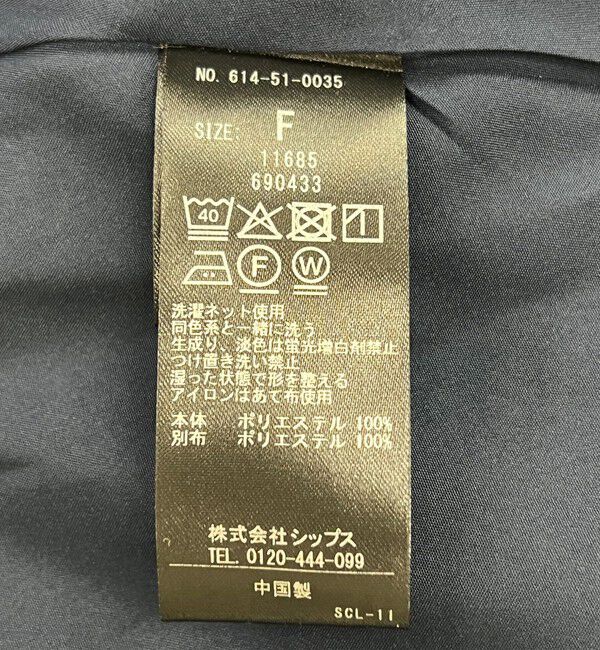 NO. 614-51-0035
SIZE: F
11685
690433
40
F W
洗濯ネット使用
同色系と一緒に洗う
生成り、淡色は蛍光増白剤禁止
つけ置き洗い禁止
湿った状態で形を整える
アイロンはあて布使用
本体 ポリエステル 100%
別布 ポリエステル 100%
株式会社シップス
TEL. 0120-444-099
中国製
SCL-11